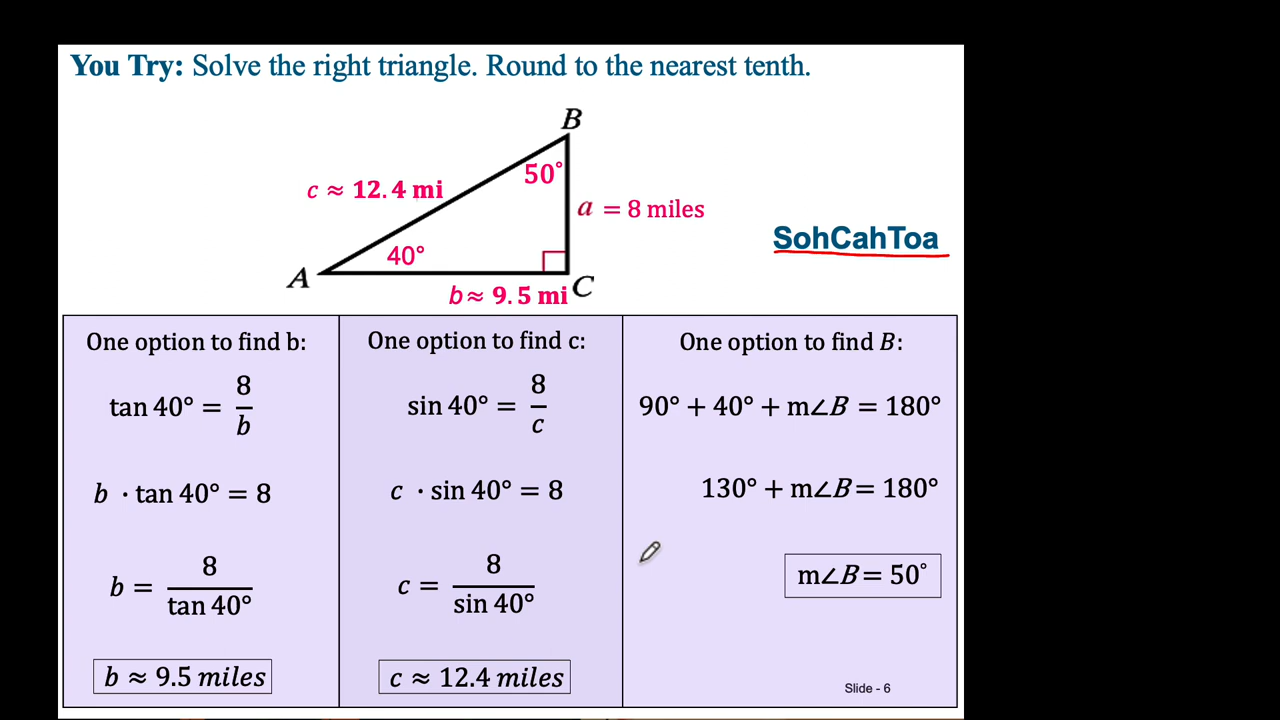 You Try: Solve the right triangle. Round to the nearest tenth.
B
50°
c ≈ 12.4 mi
a = 8 miles
SohCahToa
40°
A
C
b ≈ 9.5 mi
One option to find b:
tan 40° = 8/b
b · tan 40° = 8
b = 8/tan 40°
b ≈ 9.5 miles
One option to find c:
sin 40° = 8/c
c · sin 40° = 8
c = 8/sin 40°
c ≈ 12.4 miles
One option to find B:
90° + 40° + m∠B = 180°
130° + m∠B = 180°
m∠B = 50°
Slide - 6